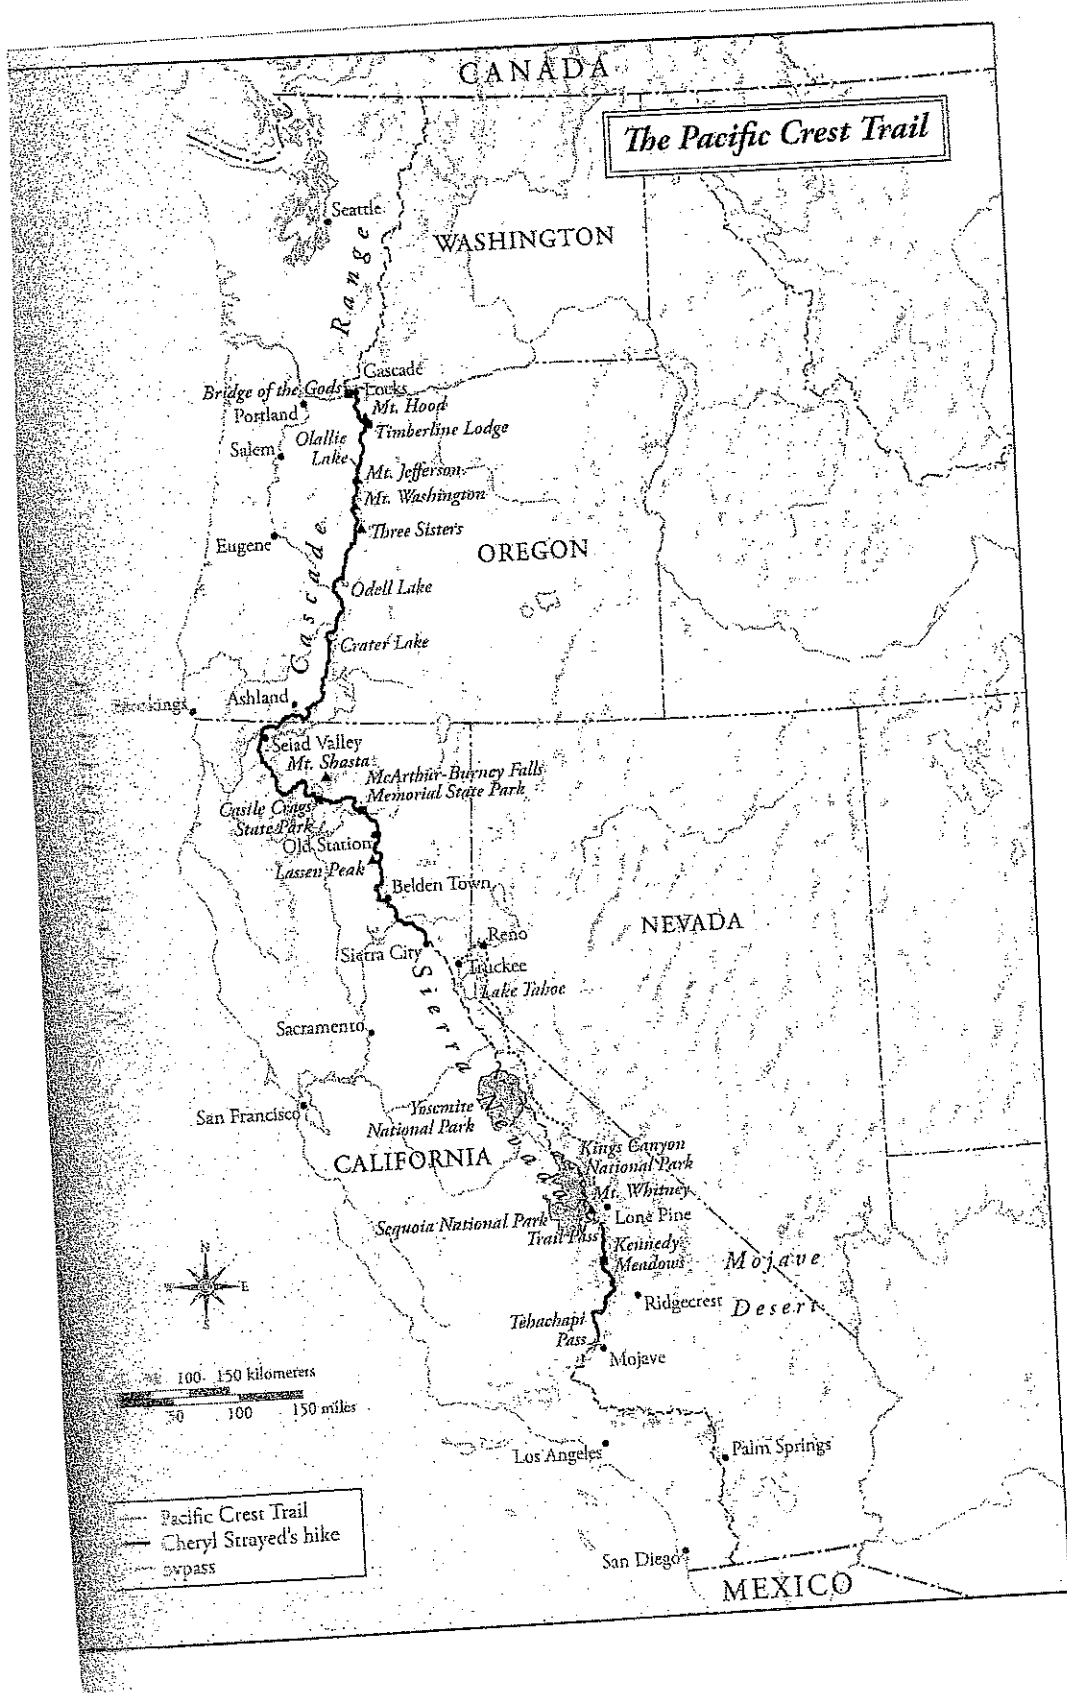 CANADA
The Pacific Crest Trail
Seattle
WASHINGTON
Range
Cascade
Locks
Bridge of the Gods
Portland
Mt. Hood
Timberline Lodge
Olallie
Lake
Salem
Mt. Jefferson
Mt. Washington
Three Sisters
Eugene
OREGON
Cascade
Odell Lake
Crater Lake
Ashland
Brookings
Seiad Valley
Mt. Shasta
McArthur-Burney Falls
Memorial State Park
Castle Crags
State Park
Old Station
Lassen Peak
Belden Town
NEVADA
Reno
Sierra City
Truckee
Lake Tahoe
Sierra
Sacramento
San Francisco
Yosemite
National Park
Nevada
CALIFORNIA
Kings Canyon
National Park
Mt. Whitney
Lone Pine
Sequoia National Park
Trail Pass
Kennedy
Meadows
Mojave
Desert
N
W
E
S
Ridgecrest
Tehachapi
Pass
Mojave
100 150 kilometers
50 100 150 miles
Los Angeles
Palm Springs
Pacific Crest Trail
Cheryl Strayed's hike
bypass
San Diego
MEXICO